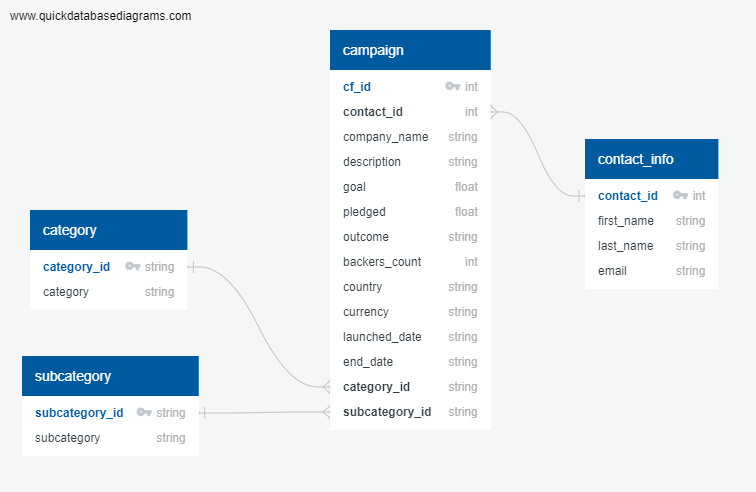 www.quickdatabasediagrams.com
campaign
cf_id int
contact_id int
company_name string
description string
goal float
pledged float
outcome string
backers_count int
country string
currency string
launched_date string
end_date string
category_id string
subcategory_id string
contact_info
contact_id int
first_name string
last_name string
email string
category
category_id string
category string
subcategory
subcategory_id string
subcategory string